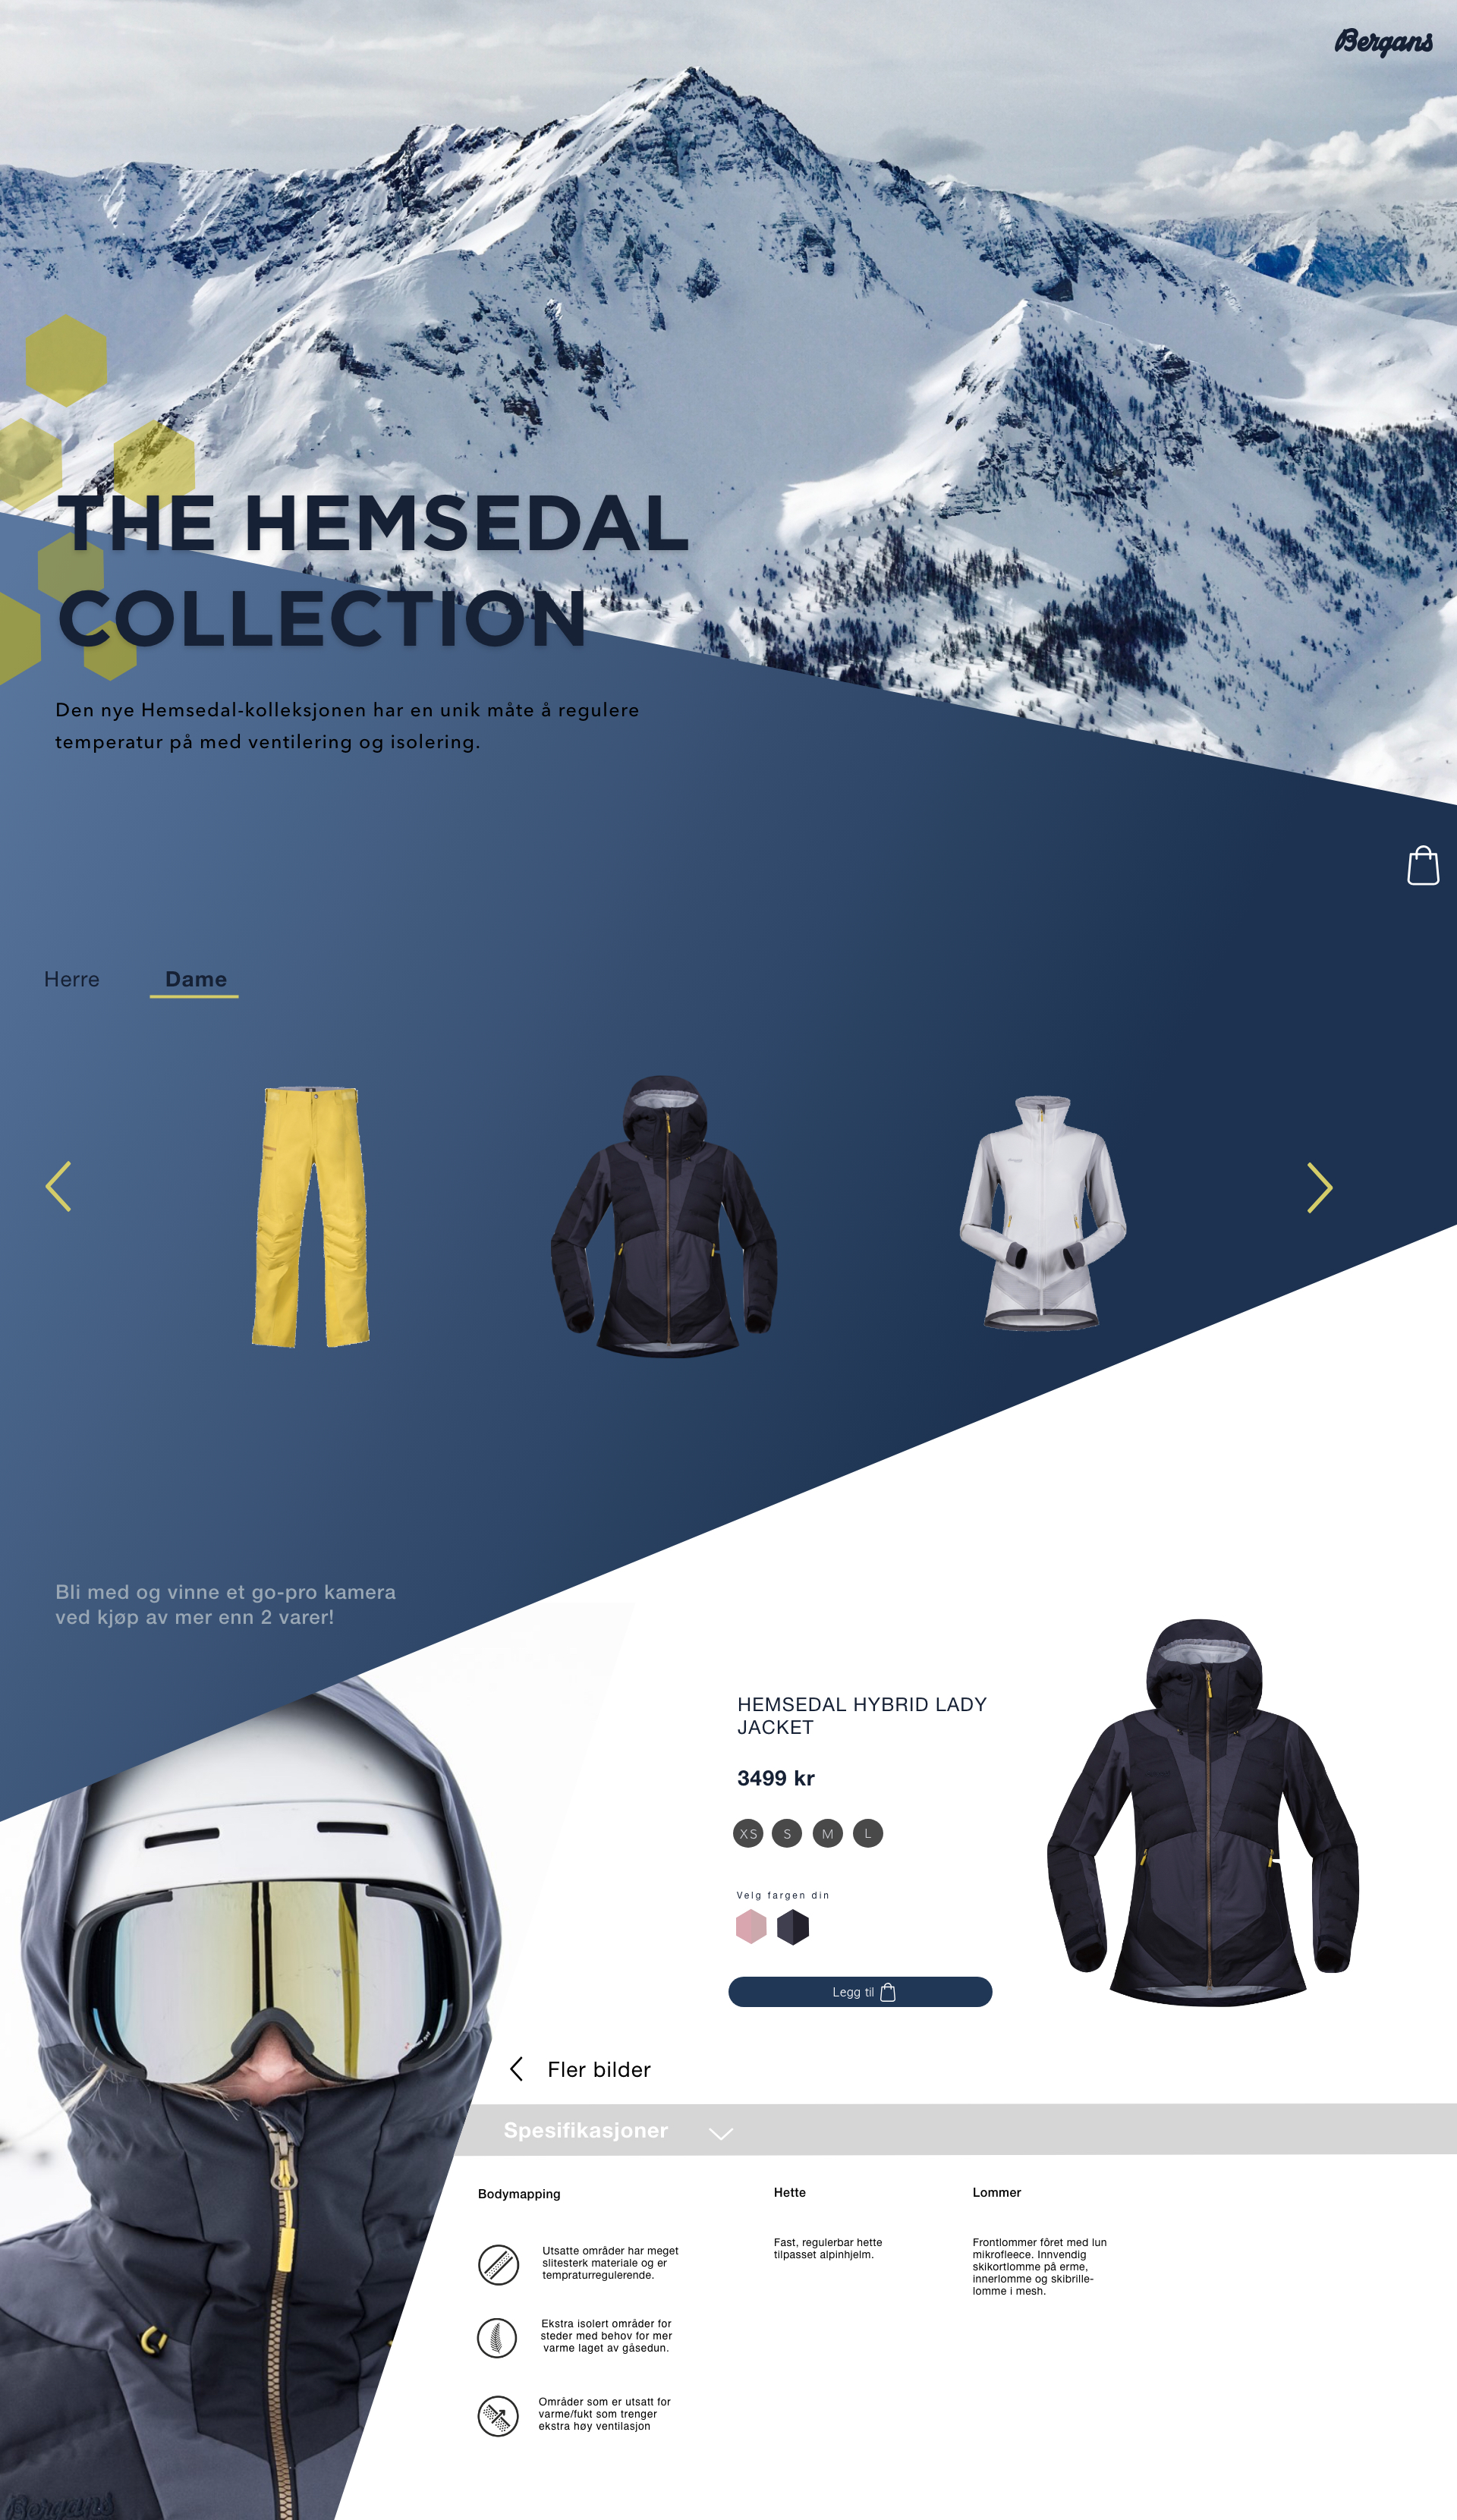 Bergans
THE HEMSEDAL
COLLECTION
Den nye Hemsedal-kolleksjonen har en unik måte å regulere
temperatur på med ventilering og isolering.
Herre
Dame
Bli med og vinne et go-pro kamera
ved kjøp av mer enn 2 varer!
HEMSEDAL HYBRID LADY
JACKET
3499 kr
XS S M L
Velg fargen din
Legg til
Fler bilder
Spesifikasjoner
Bodymapping
Utsatte områder har meget
slitesterk materiale og er
tempraturregulerende.
Ekstra isolert områder for
steder med behov for mer
varme laget av gåsedun.
Områder som er utsatt for
varme/fukt som trenger
ekstra høy ventilasjon
Hette
Fast, regulerbar hette
tilpasset alpinhjelm.
Lommer
Frontlommer fôret med lun
mikrofleece. Innvendig
skikortlomme på erme,
innerlomme og skibrille-
lomme i mesh.
Bergans